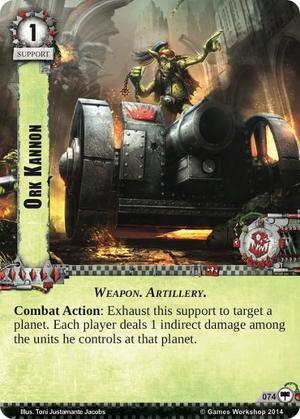 1
SUPPORT
ORK KANNON
WEAPON. ARTILLERY.
Combat Action: Exhaust this support to target a
planet. Each player deals 1 indirect damage among
the units he controls at that planet.
074
Illus. Toni Justamante Jacobs
© Games Workshop 2014